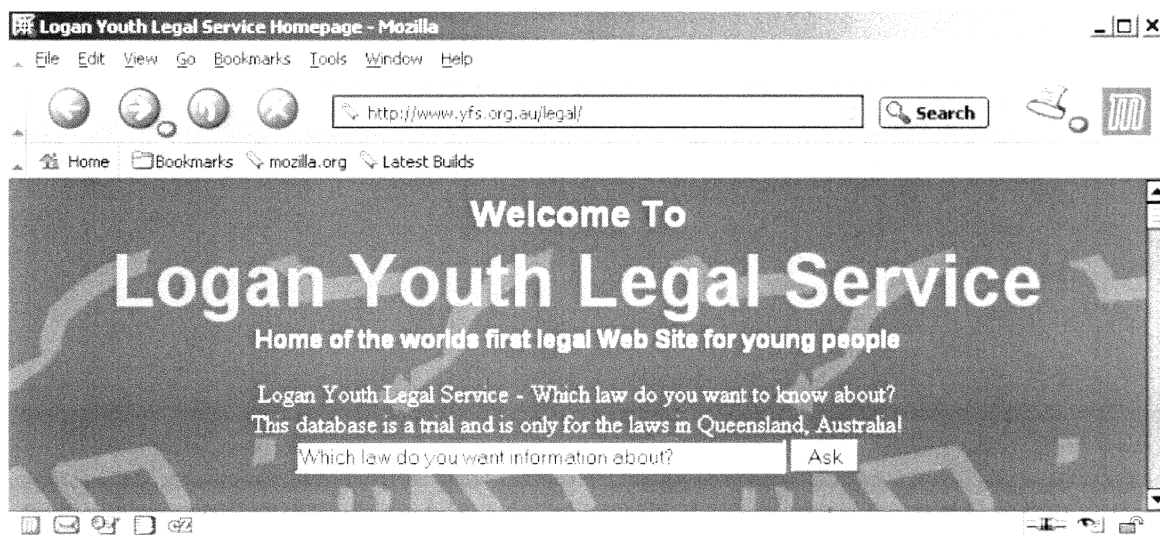 Logan Youth Legal Service Homepage - Mozilla
File Edit View Go Bookmarks Tools Window Help
http://www.yfs.org.au/legal/ Search
Home Bookmarks mozilla.org Latest Builds
Welcome To
Logan Youth Legal Service
Home of the worlds first legal Web Site for young people
Logan Youth Legal Service - Which law do you want to know about?
This database is a trial and is only for the laws in Queensland, Australia!
Which law do you want information about? Ask